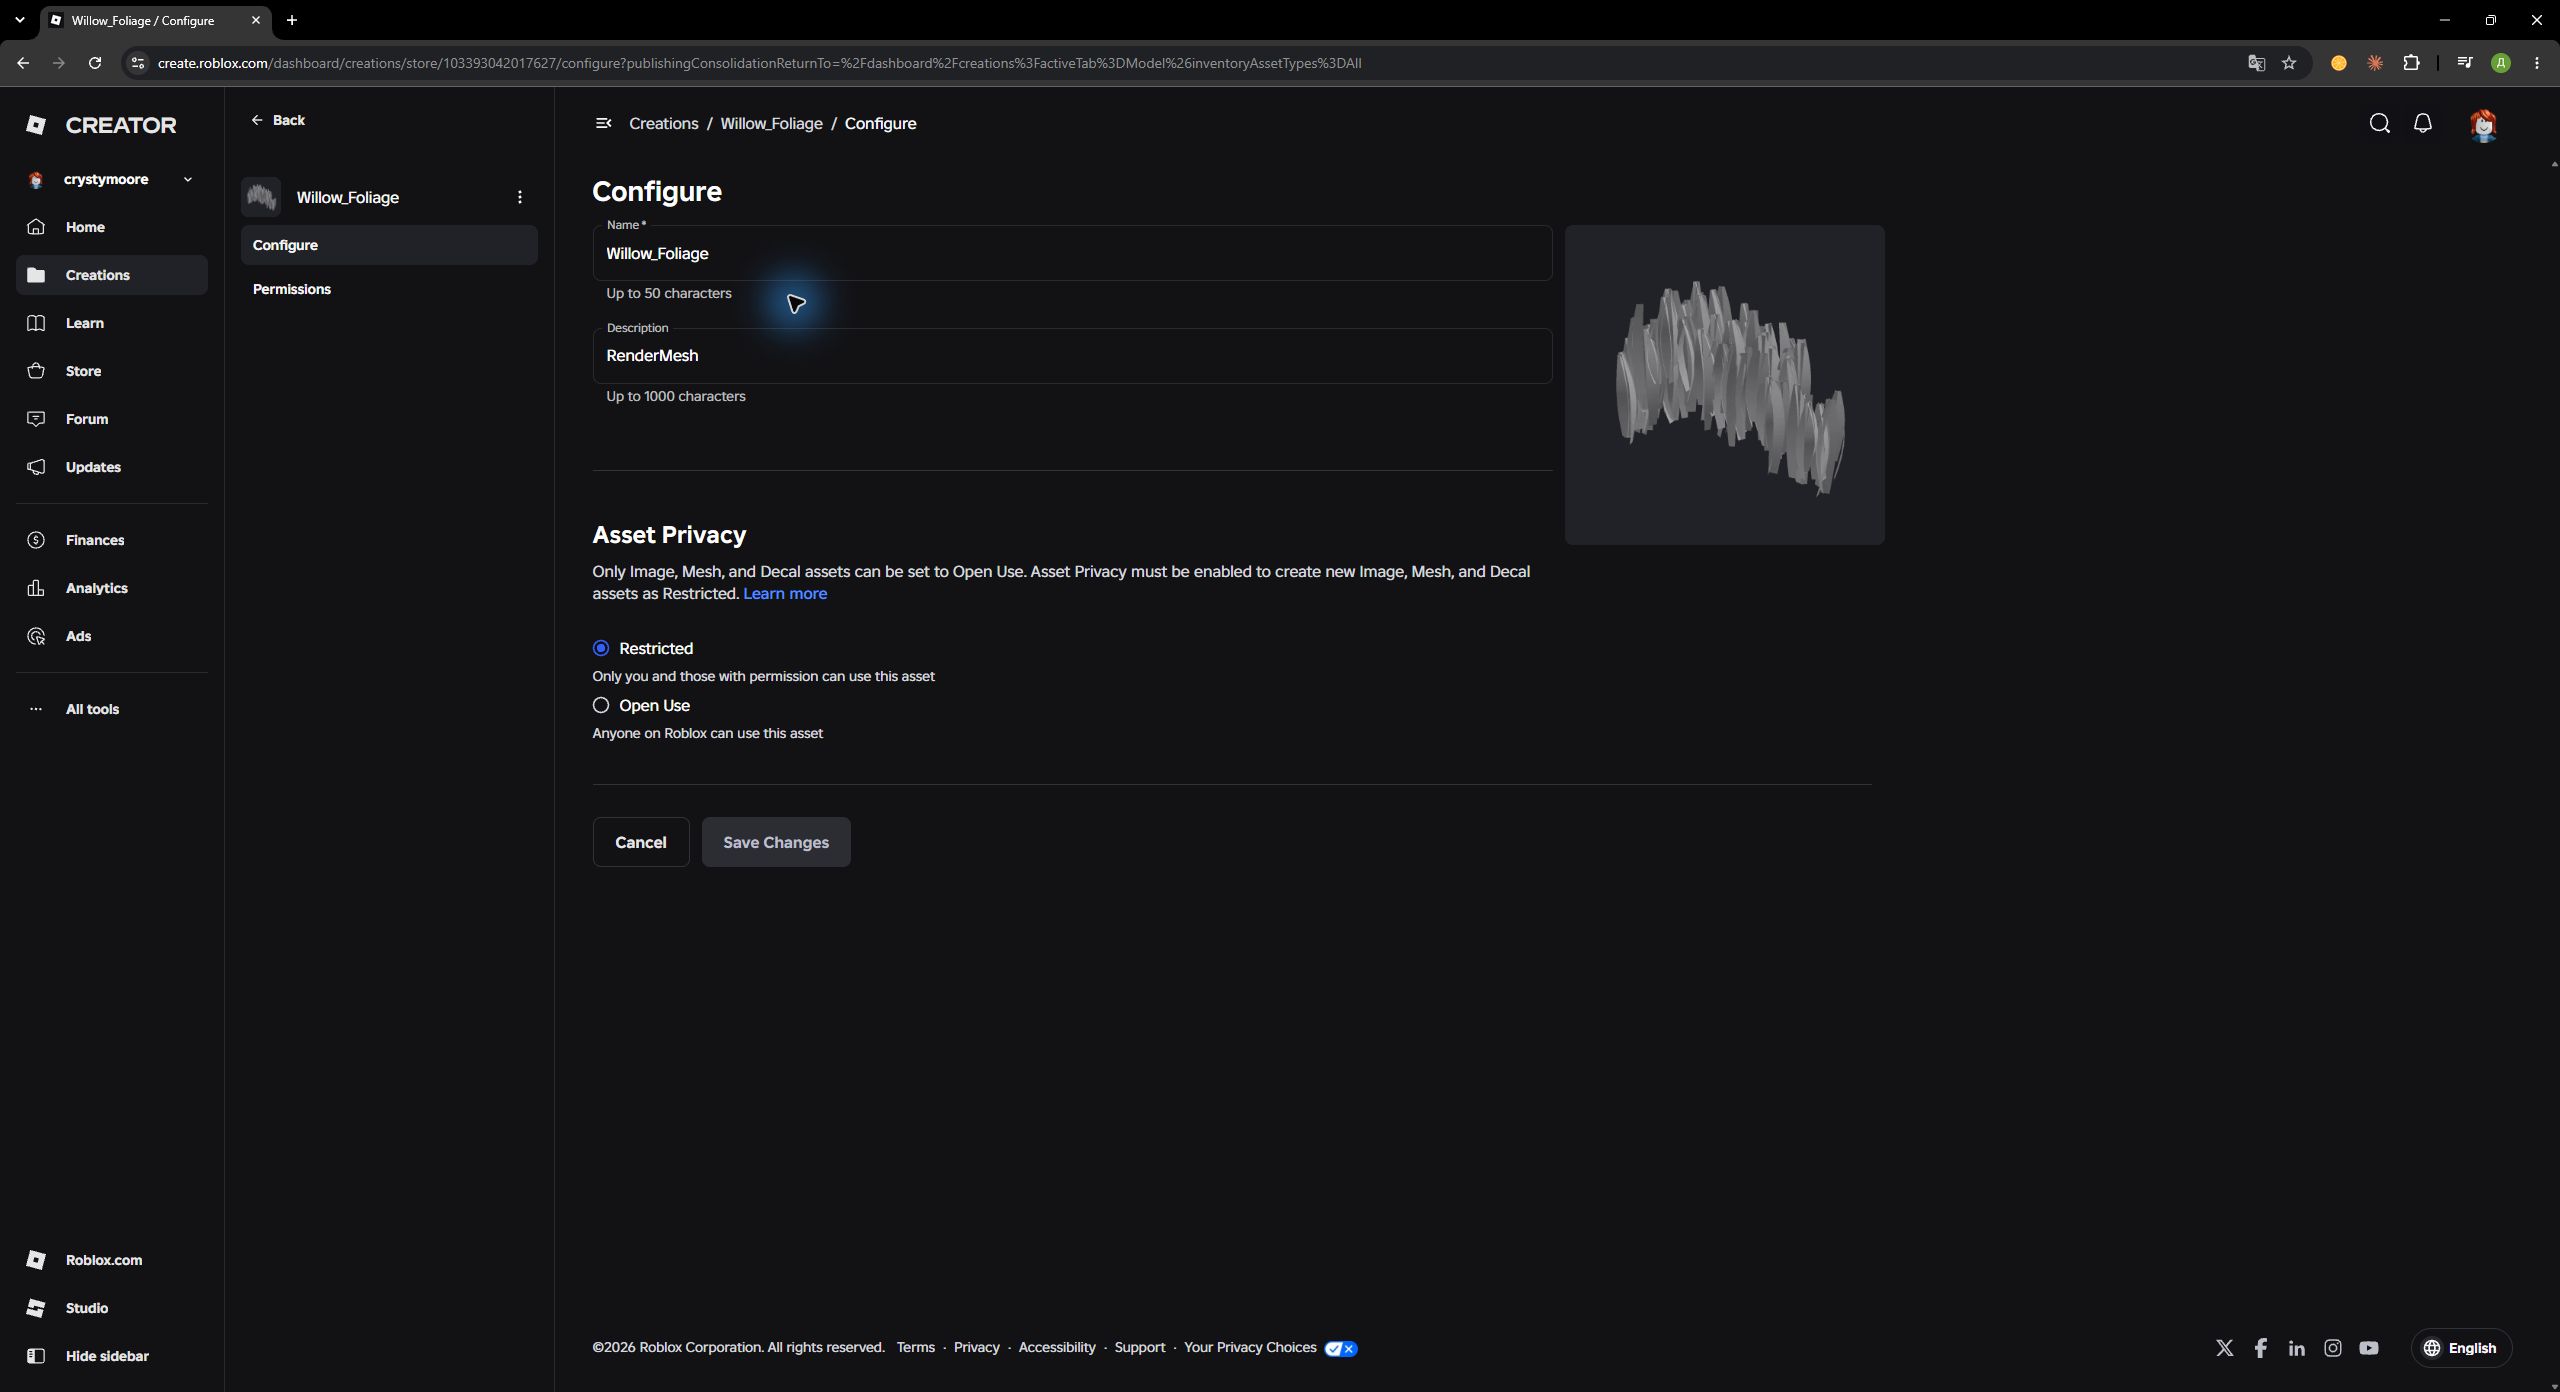 Willow_Foliage / Configure
create.roblox.com/dashboard/creations/store/103393042017627/configure?publishingConsolidationReturnTo=%2Fdashboard%2Fcreations%3FactiveTab%3DModel%26inventoryAssetTypes%3DAll
Д
CREATOR
crystymoore
Home
Creations
Learn
Store
Forum
Updates
Finances
Analytics
Ads
All tools
Roblox.com
Studio
Hide sidebar
Back
Willow_Foliage
Configure
Permissions
Creations / Willow_Foliage / Configure
Configure
Name*
Willow_Foliage
Up to 50 characters
Description
RenderMesh
Up to 1000 characters
Asset Privacy
Only Image, Mesh, and Decal assets can be set to Open Use. Asset Privacy must be enabled to create new Image, Mesh, and Decal
assets as Restricted. Learn more
Restricted
Only you and those with permission can use this asset
Open Use
Anyone on Roblox can use this asset
Cancel
Save Changes
©2026 Roblox Corporation. All rights reserved. Terms · Privacy · Accessibility · Support · Your Privacy Choices
English